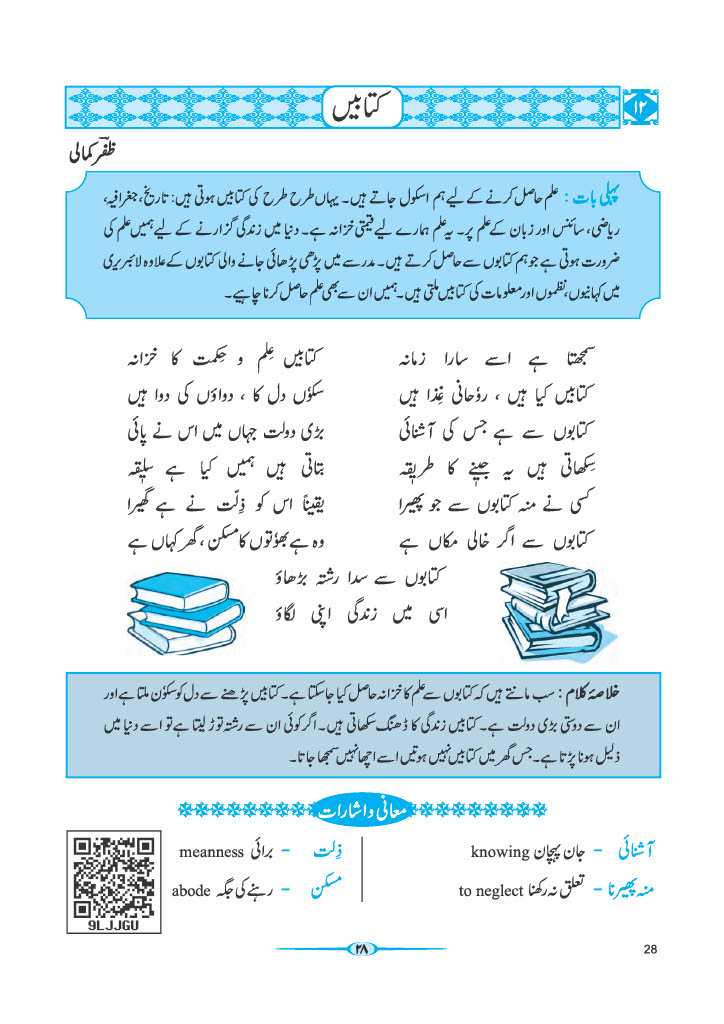 ۱۲
کتابیں
ظفرؔ کمالی
پہلی بات : علم حاصل کرنے کے لیے ہم اسکول جاتے ہیں۔ یہاں طرح طرح کی کتابیں ہوتی ہیں: تاریخ، جغرافیہ،
ریاضی، سائنس اور زبان کے علم پر۔ یہ علم ہمارے لیے قیمتی خزانہ ہے۔ دنیا میں زندگی گزارنے کے لیے ہمیں علم کی
ضرورت ہوتی ہے جو ہم کتابوں سے حاصل کرتے ہیں۔ مدرسے میں پڑھی پڑھائی جانے والی کتابوں کے علاوہ لائبریری
میں کہانیوں، نظموں اور معلومات کی کتابیں ملتی ہیں۔ ہمیں ان سے بھی علم حاصل کرنا چاہیے۔
سمجھتا ہے اسے سارا زمانہ کتابیں عِلم و حِکمت کا خزانہ
کتابیں کیا ہیں ، رؤحانی غِذا ہیں سکوٗں دل کا ، دواؤں کی دوا ہیں
کتابوں سے ہے جس کی آشنائی بڑی دولت جہاں میں اس نے پائی
سِکھاتی ہیں یہ جینے کا طریقہ بتاتی ہیں ہمیں کیا ہے سلیقہ
کسی نے منہ کتابوں سے جو پھیرا یقیناً اس کو ذِلّت نے ہے گھیرا
کتابوں سے اگر خالی مکاں ہے وہ ہے بھوٗتوں کا مسکن ، گھر کہاں ہے
کتابوں سے سدا رشتہ بڑھاؤ
اسی میں زندگی اپنی لگاؤ
خلاصۂ کلام : سب مانتے ہیں کہ کتابوں سے علم کا خزانہ حاصل کیا جاسکتا ہے۔ کتابیں پڑھنے سے دل کو سکوٗن ملتا ہے اور
ان سے دوستی بڑی دولت ہے۔ کتابیں زندگی کا ڈھنگ سکھاتی ہیں۔ اگر کوئی ان سے رشتہ توڑ لیتا ہے تو اسے دنیا میں
ذلیل ہونا پڑتا ہے۔ جس گھر میں کتابیں نہیں ہوتیں اسے اچھا نہیں سمجھا جاتا۔
معانی و اشارات
آشنائی – جان پہچان knowing
منہ پھیرنا – تعلق نہ رکھنا to neglect
ذِلت – برائی meanness
مسکن – رہنے کی جگہ abode
9LJJGU
۲۸
28